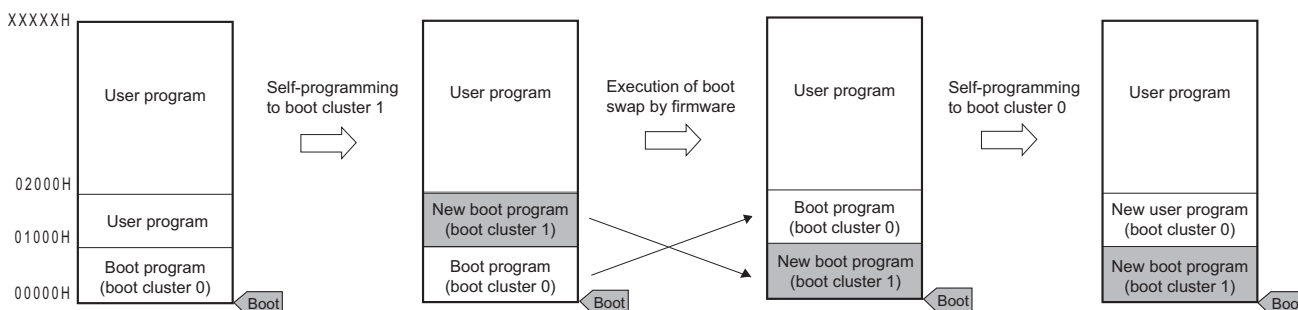 XXXXXH
02000H
01000H
00000H
User program
User program
Boot program
(boot cluster 0)
Boot
Self-programming
to boot cluster 1
User program
New boot program
(boot cluster 1)
Boot program
(boot cluster 0)
Boot
Execution of boot
swap by firmware
User program
Boot program
(boot cluster 0)
New boot program
(boot cluster 1)
Boot
Self-programming
to boot cluster 0
User program
New user program
(boot cluster 0)
New boot program
(boot cluster 1)
Boot